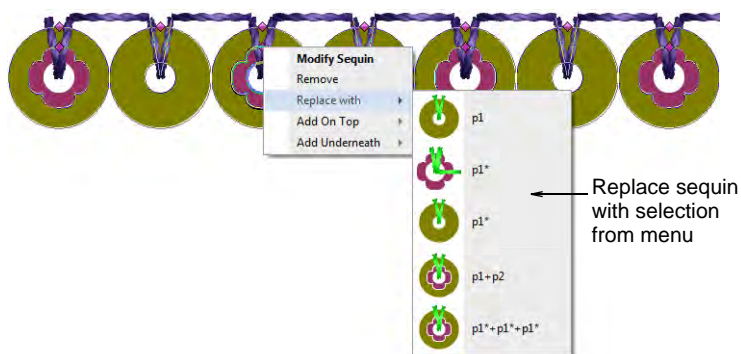 Modify Sequin
Remove
Replace with
Add On Top
Add Underneath
p1
p1*
p1*
p1+p2
p1*+p1*+p1*
Replace sequin
with selection
from menu